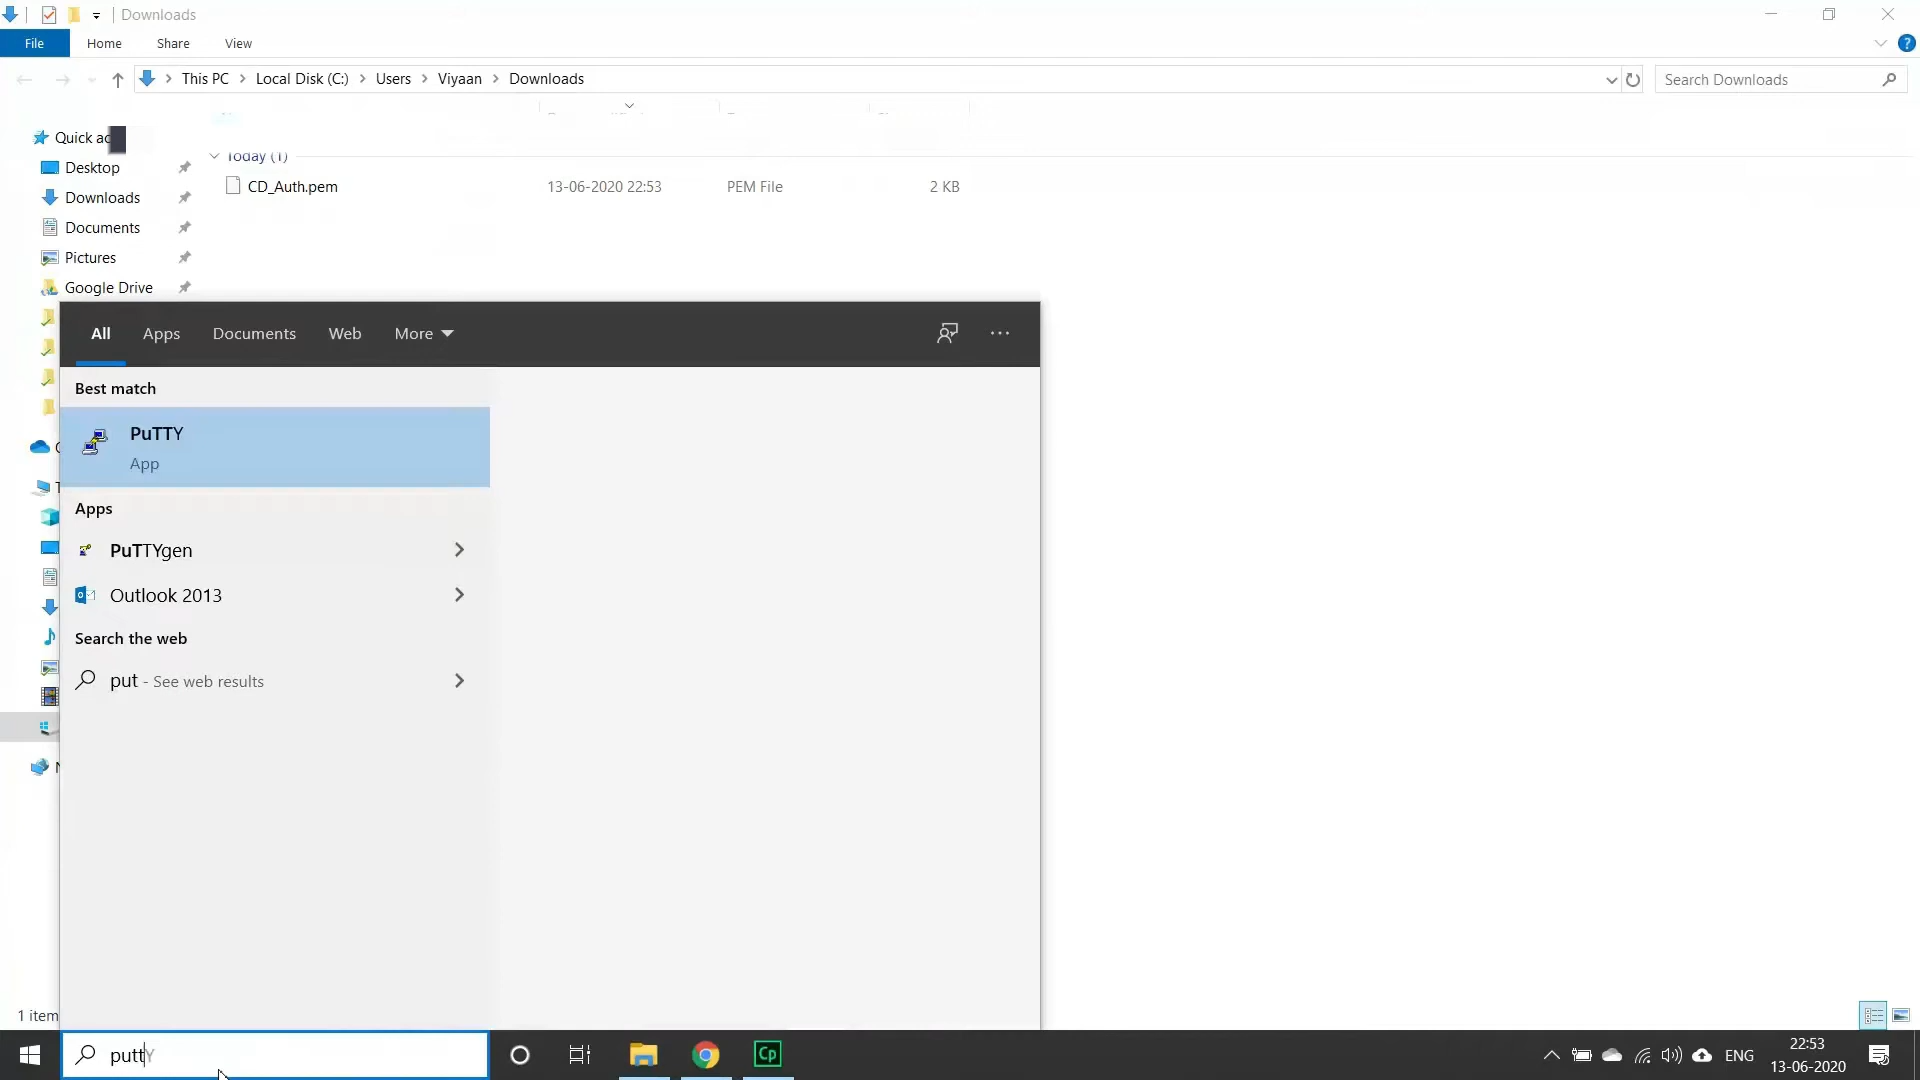 Downloads
File Home Share View
This PC Local Disk (C:) Users Viyaan Downloads
Search Downloads
Quick ac
Today (1)
Desktop
CD_Auth.pem 13-06-2020 22:53 PEM File 2 KB
Downloads
Documents
Pictures
Google Drive
All Apps Documents Web More
Best match
PuTTY
App
Apps
PuTTYgen
Outlook 2013
Search the web
put - See web results
1 item
puttY
Cp
ENG
22:53
13-06-2020